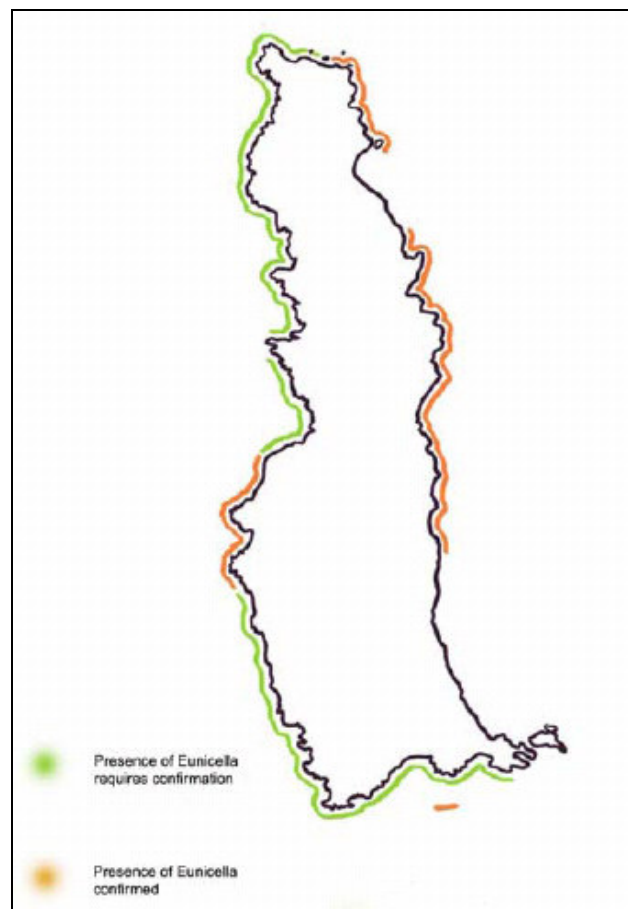 Presence of Eunicella
requires confirmation
Presence of Eunicella
confirmed